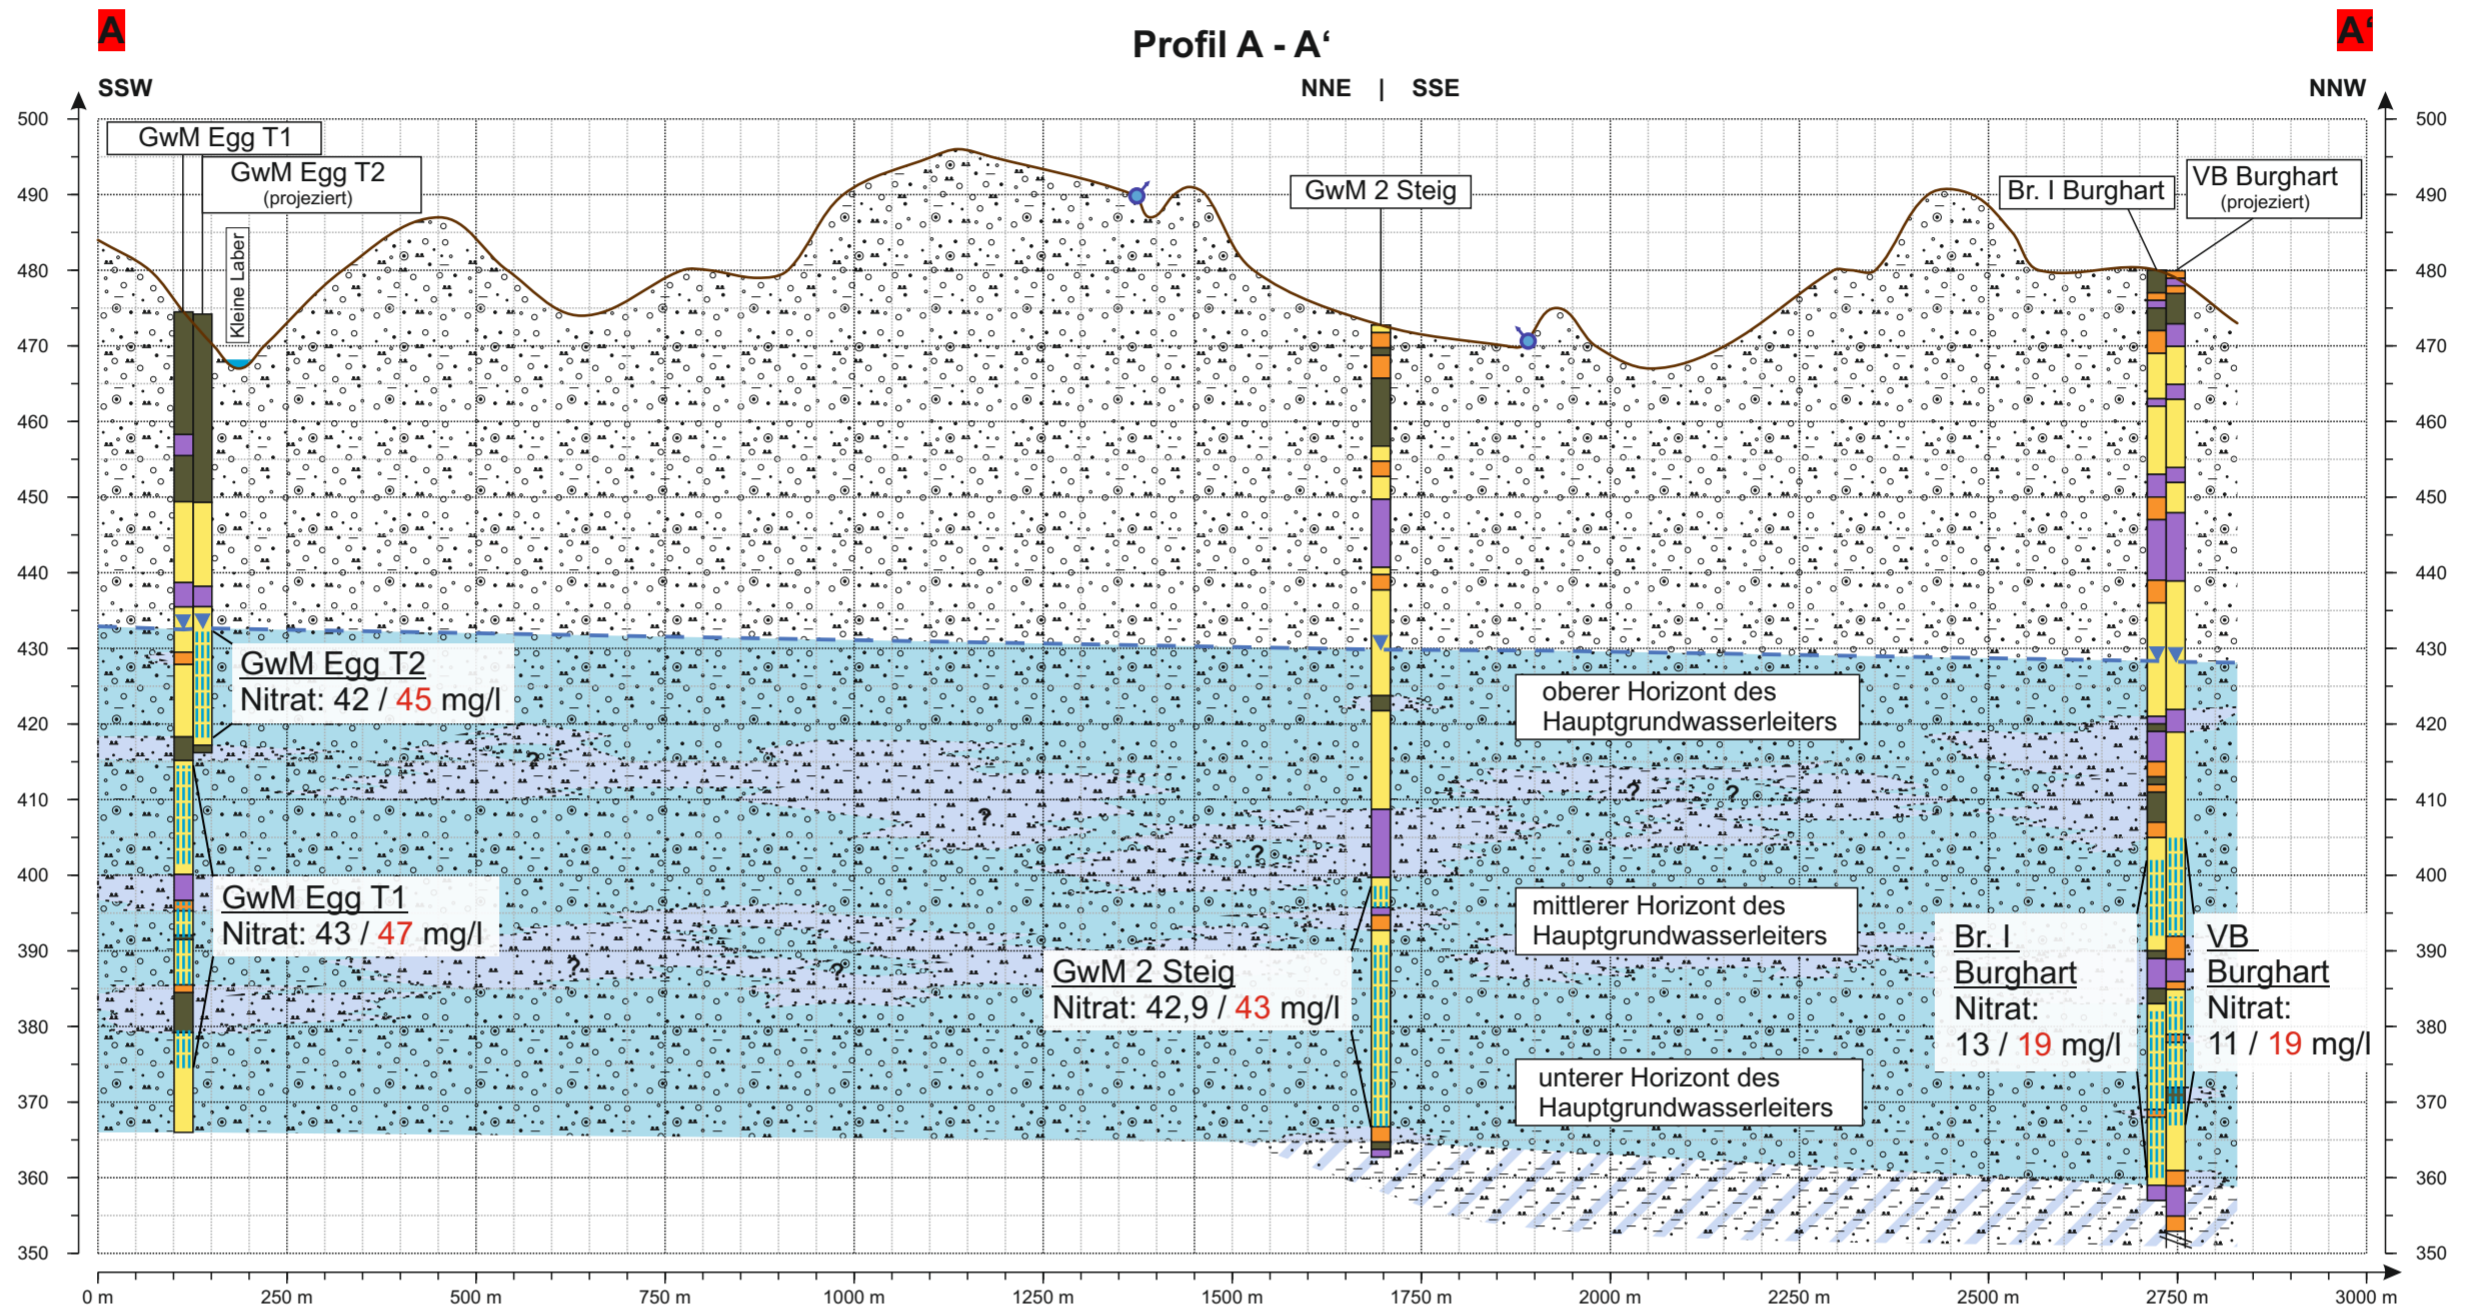 A
A‘
Profil A - A‘
SSW
NNE | SSE
NNW
500
490
480
470
460
450
440
430
420
410
400
390
380
370
360
350
GwM Egg T1
GwM Egg T2
(projeziert)
Kleine Laber
GwM 2 Steig
Br. I Burghart
VB Burghart
(projeziert)
500
490
480
470
460
450
440
430
420
410
400
390
380
370
360
350
GwM Egg T2
Nitrat: 42 / 45 mg/l
oberer Horizont des
Hauptgrundwasserleiters
?
?
?
?
?
GwM Egg T1
Nitrat: 43 / 47 mg/l
mittlerer Horizont des
Hauptgrundwasserleiters
?
?
GwM 2 Steig
Nitrat: 42,9 / 43 mg/l
Br. I
Burghart
Nitrat:
13 / 19 mg/l
VB
Burghart
Nitrat:
11 / 19 mg/l
unterer Horizont des
Hauptgrundwasserleiters
0 m
250 m
500 m
750 m
1000 m
1250 m
1500 m
1750 m
2000 m
2250 m
2500 m
2750 m
3000 m